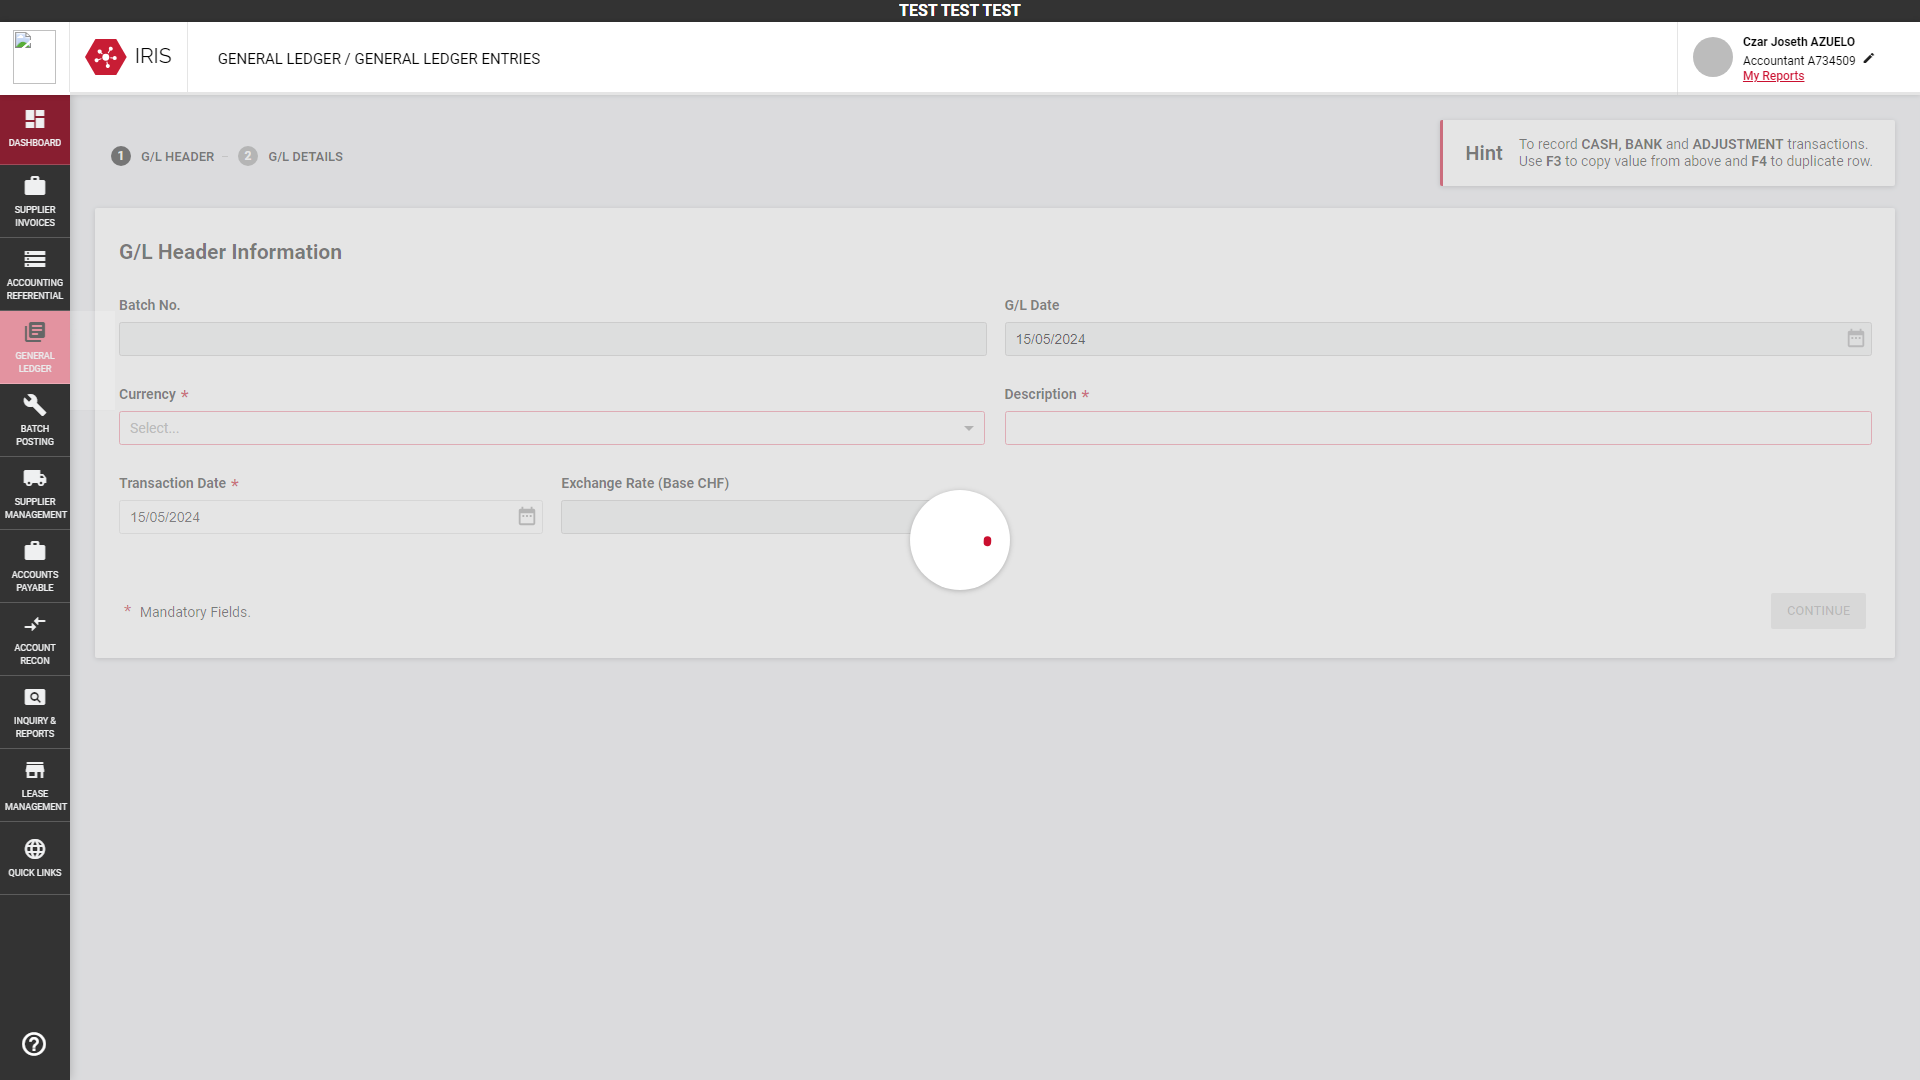 TEST TEST TEST
IRIS
GENERAL LEDGER / GENERAL LEDGER ENTRIES
Czar Joseth AZUELO
Accountant A734509
My Reports
DASHBOARD
SUPPLIER
INVOICES
ACCOUNTING
REFERENTIAL
GENERAL
LEDGER
BATCH
POSTING
SUPPLIER
MANAGEMENT
ACCOUNTS
PAYABLE
ACCOUNT
RECON
INQUIRY &
REPORTS
LEASE
MANAGEMENT
QUICK LINKS
1 G/L HEADER
2 G/L DETAILS
Hint
To record CASH, BANK and ADJUSTMENT transactions.
Use F3 to copy value from above and F4 to duplicate row.
G/L Header Information
Batch No.
G/L Date
15/05/2024
Currency *
Select...
Description *
Transaction Date *
15/05/2024
Exchange Rate (Base CHF)
* Mandatory Fields.
CONTINUE